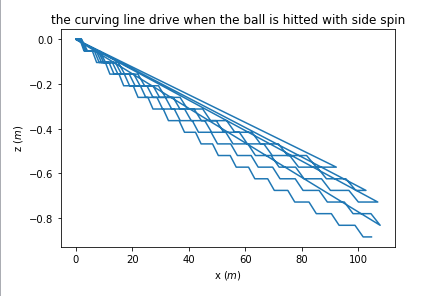 the curving line drive when the ball is hitted with side spin
0.0
−0.2
−0.4
−0.6
−0.8
z (m)
0 20 40 60 80 100
x (m)